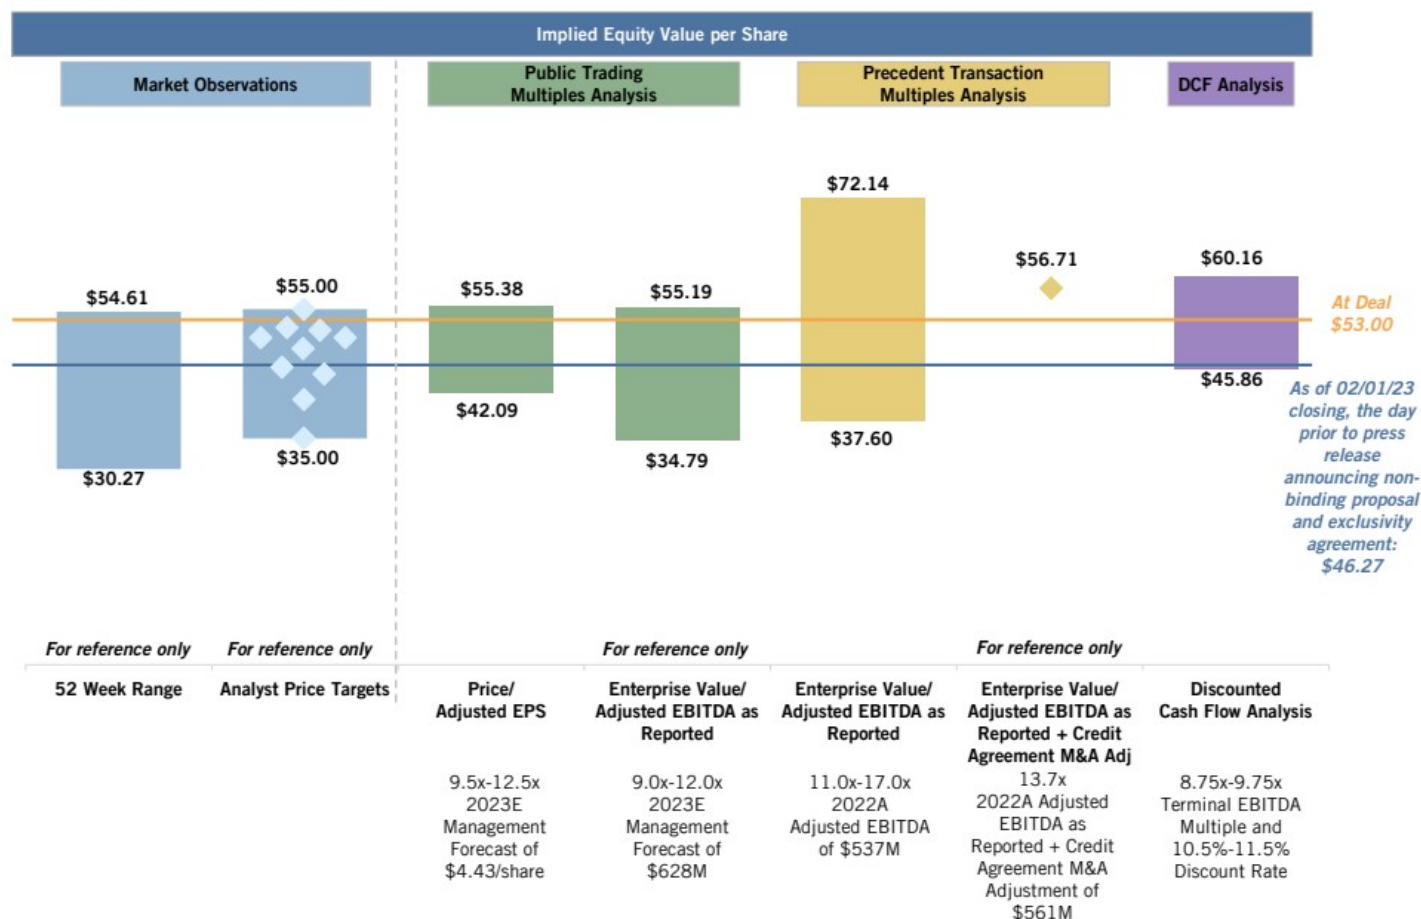 Implied Equity Value per Share
Market Observations
Public Trading
Multiples Analysis
Precedent Transaction
Multiples Analysis
DCF Analysis
$72.14
$54.61
$55.00
$55.38
$55.19
$56.71
$60.16
At Deal
$53.00
$30.27
$35.00
$42.09
$34.79
$37.60
$45.86
As of 02/01/23
closing, the day
prior to press
release
announcing non-
binding proposal
and exclusivity
agreement:
$46.27
For reference only
For reference only
For reference only
For reference only
52 Week Range
Analyst Price Targets
Price/
Adjusted EPS
9.5x-12.5x
2023E
Management
Forecast of
$4.43/share
Enterprise Value/
Adjusted EBITDA as
Reported
9.0x-12.0x
2023E
Management
Forecast of
$628M
Enterprise Value/
Adjusted EBITDA as
Reported
11.0x-17.0x
2022A
Adjusted EBITDA
of $537M
Enterprise Value/
Adjusted EBITDA as
Reported + Credit
Agreement M&A Adj
13.7x
2022A Adjusted
EBITDA as
Reported + Credit
Agreement M&A
Adjustment of
$561M
Discounted
Cash Flow Analysis
8.75x-9.75x
Terminal EBITDA
Multiple and
10.5%-11.5%
Discount Rate